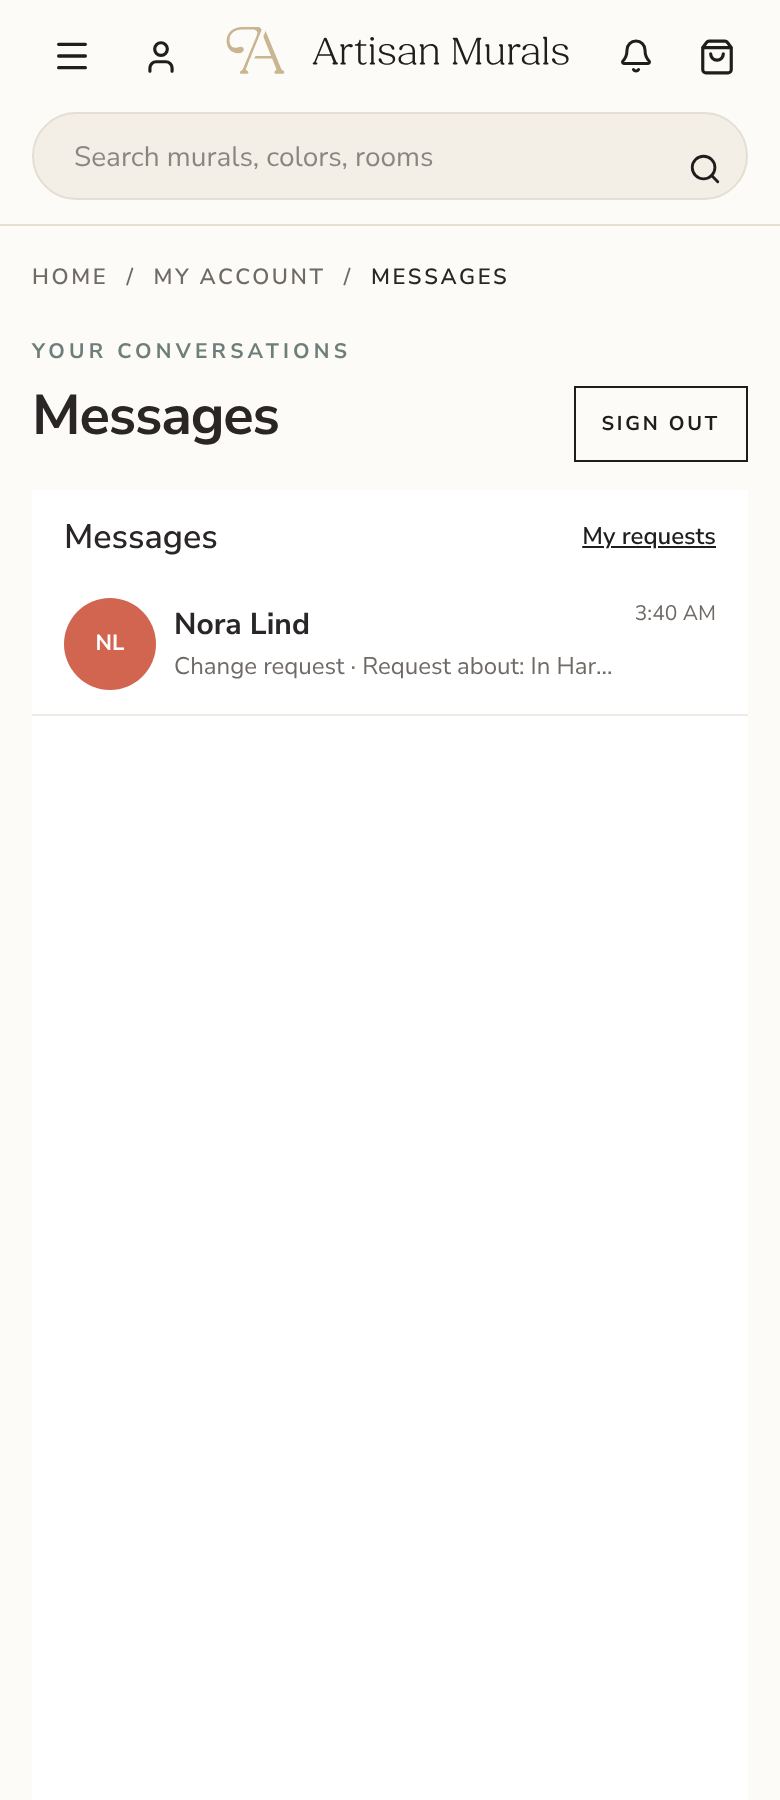 Artisan Murals
Search murals, colors, rooms
HOME / MY ACCOUNT / MESSAGES
YOUR CONVERSATIONS
Messages
SIGN OUT
Messages
My requests
NL
Nora Lind
3:40 AM
Change request · Request about: In Har...